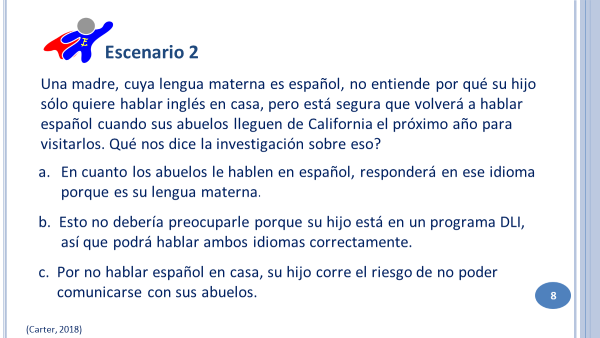 Escenario 2
Una madre, cuya lengua materna es español, no entiende por qué su hijo
sólo quiere hablar inglés en casa, pero está segura que volverá a hablar
español cuando sus abuelos lleguen de California el próximo año para
visitarlos. Qué nos dice la investigación sobre eso?
a. En cuanto los abuelos le hablen en español, responderá en ese idioma
porque es su lengua materna.
b. Esto no debería preocuparle porque su hijo está en un programa DLI,
así que podrá hablar ambos idiomas correctamente.
c. Por no hablar español en casa, su hijo corre el riesgo de no poder
comunicarse con sus abuelos.
8
(Carter, 2018)